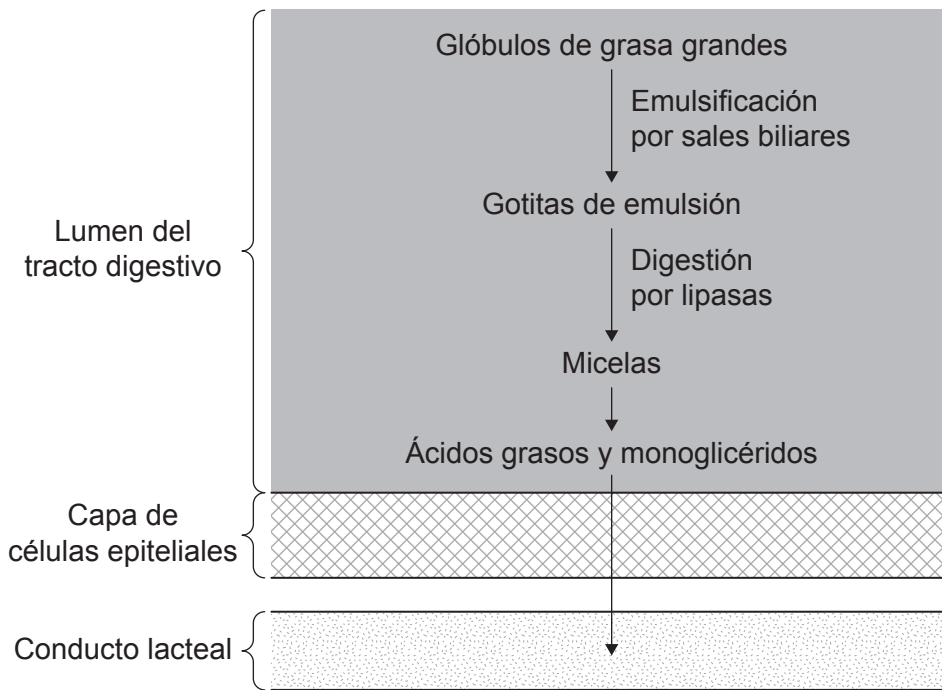 Glóbulos de grasa grandes
Emulsificación
por sales biliares
Gotitas de emulsión
Lumen del
tracto digestivo
Digestión
por lipasas
Micelas
Ácidos grasos y monoglicéridos
Capa de
células epiteliales
Conducto lacteal